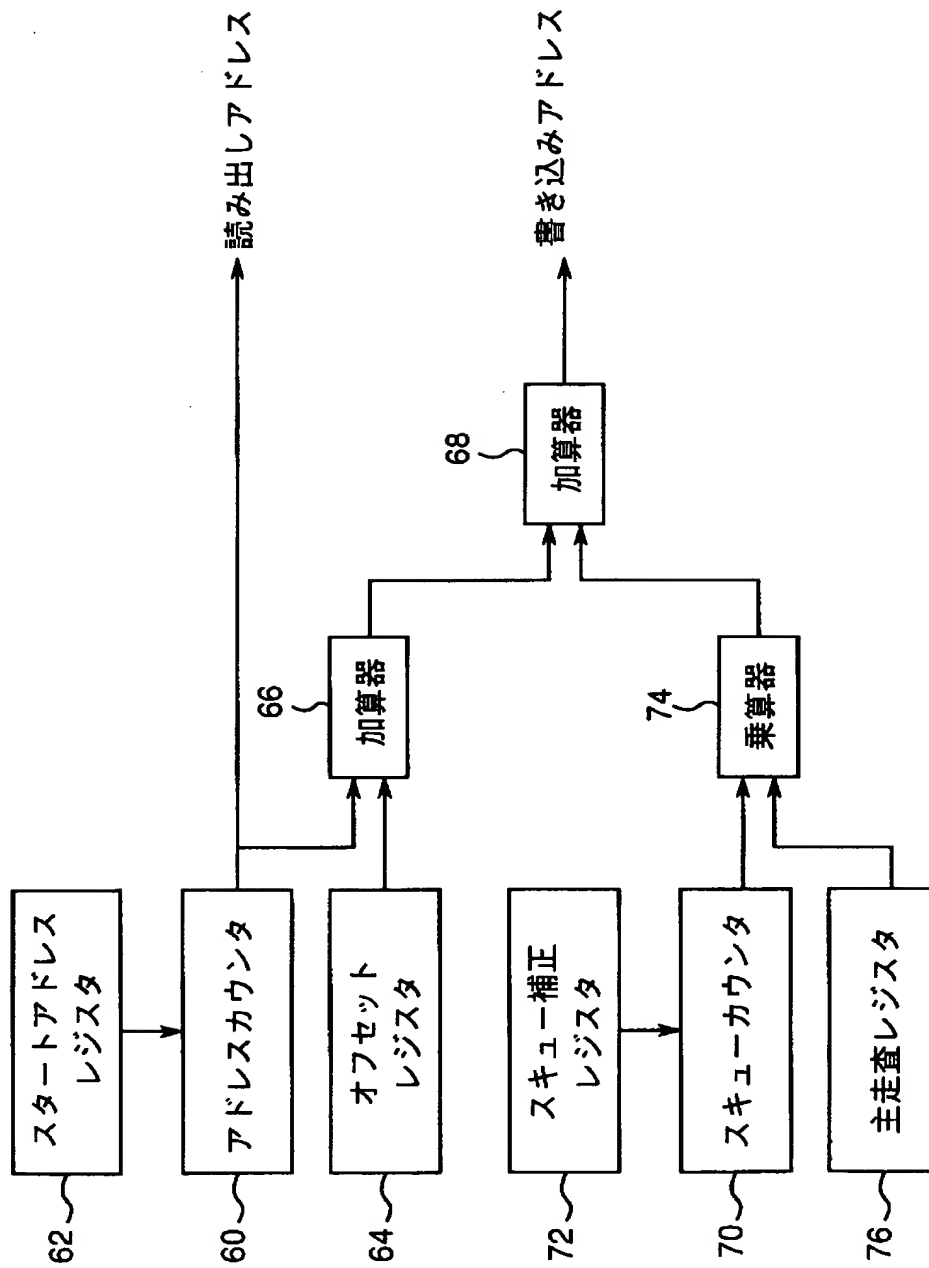 62
スタートアドレス
レジスタ
60
アドレスカウンタ
読み出しアドレス
64
オフセット
レジスタ
66
加算器
68
加算器
書き込みアドレス
72
スキュー補正
レジスタ
70
スキューカウンタ
74
乗算器
76
主走査レジスタ